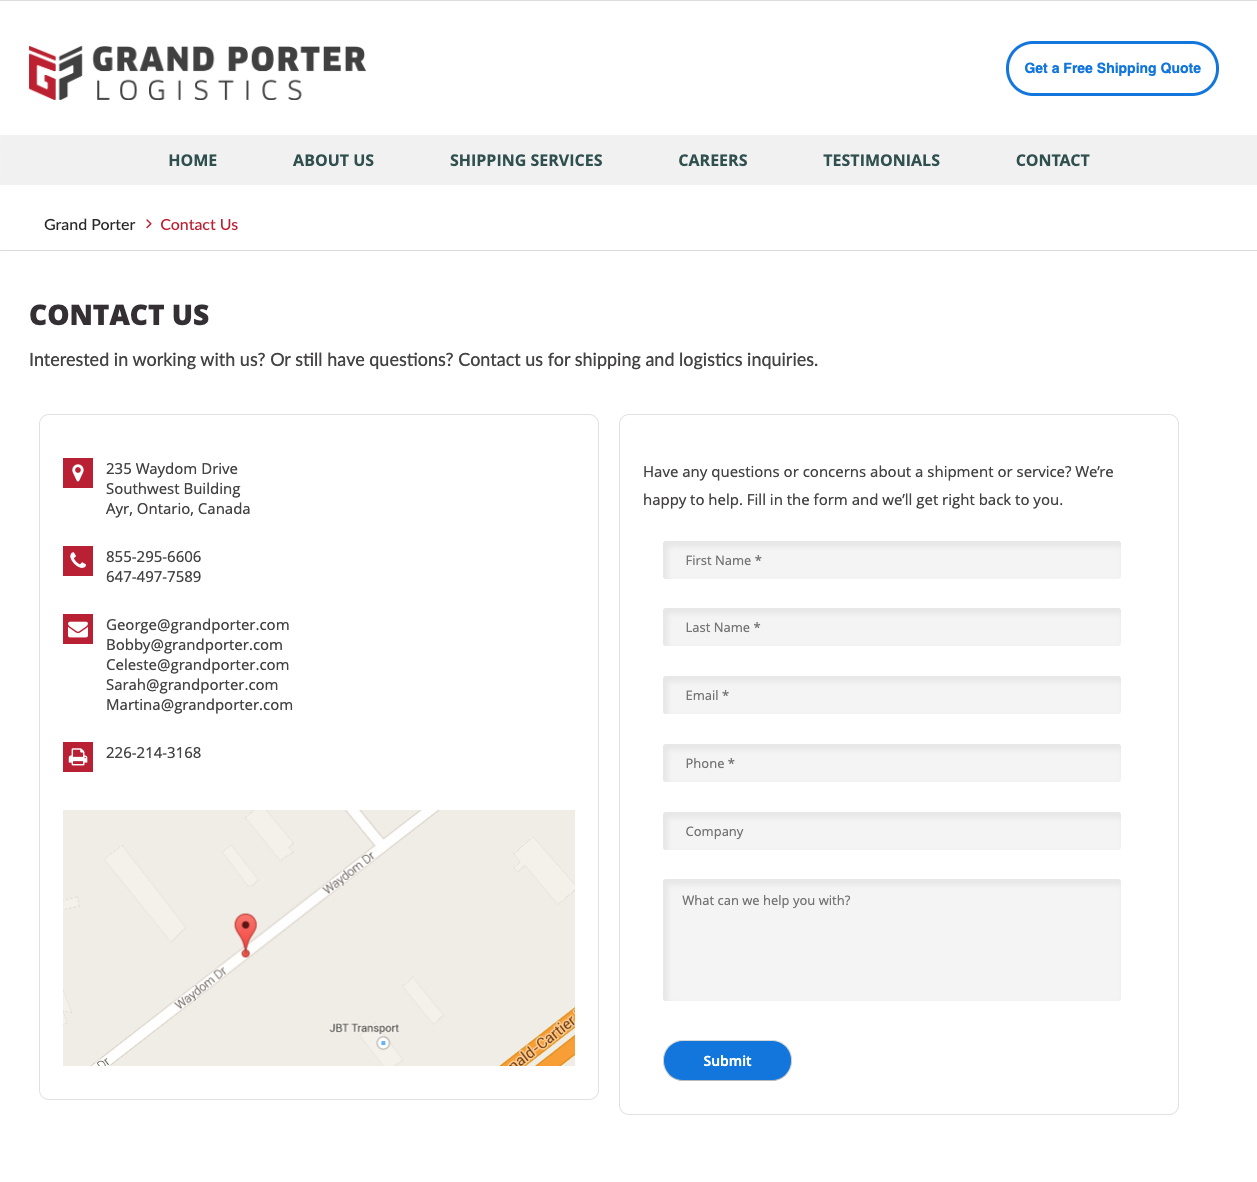 GRAND PORTER
LOGISTICS
Get a Free Shipping Quote
HOME ABOUT US SHIPPING SERVICES CAREERS TESTIMONIALS CONTACT
Grand Porter > Contact Us
CONTACT US
Interested in working with us? Or still have questions? Contact us for shipping and logistics inquiries.
235 Waydom Drive
Southwest Building
Ayr, Ontario, Canada
855-295-6606
647-497-7589
George@grandporter.com
Bobby@grandporter.com
Celeste@grandporter.com
Sarah@grandporter.com
Martina@grandporter.com
226-214-3168
Waydom Dr
Waydom Dr
JBT Transport
Dr
nald-Cartier
Have any questions or concerns about a shipment or service? We’re
happy to help. Fill in the form and we’ll get right back to you.
First Name *
Last Name *
Email *
Phone *
Company
What can we help you with?
Submit